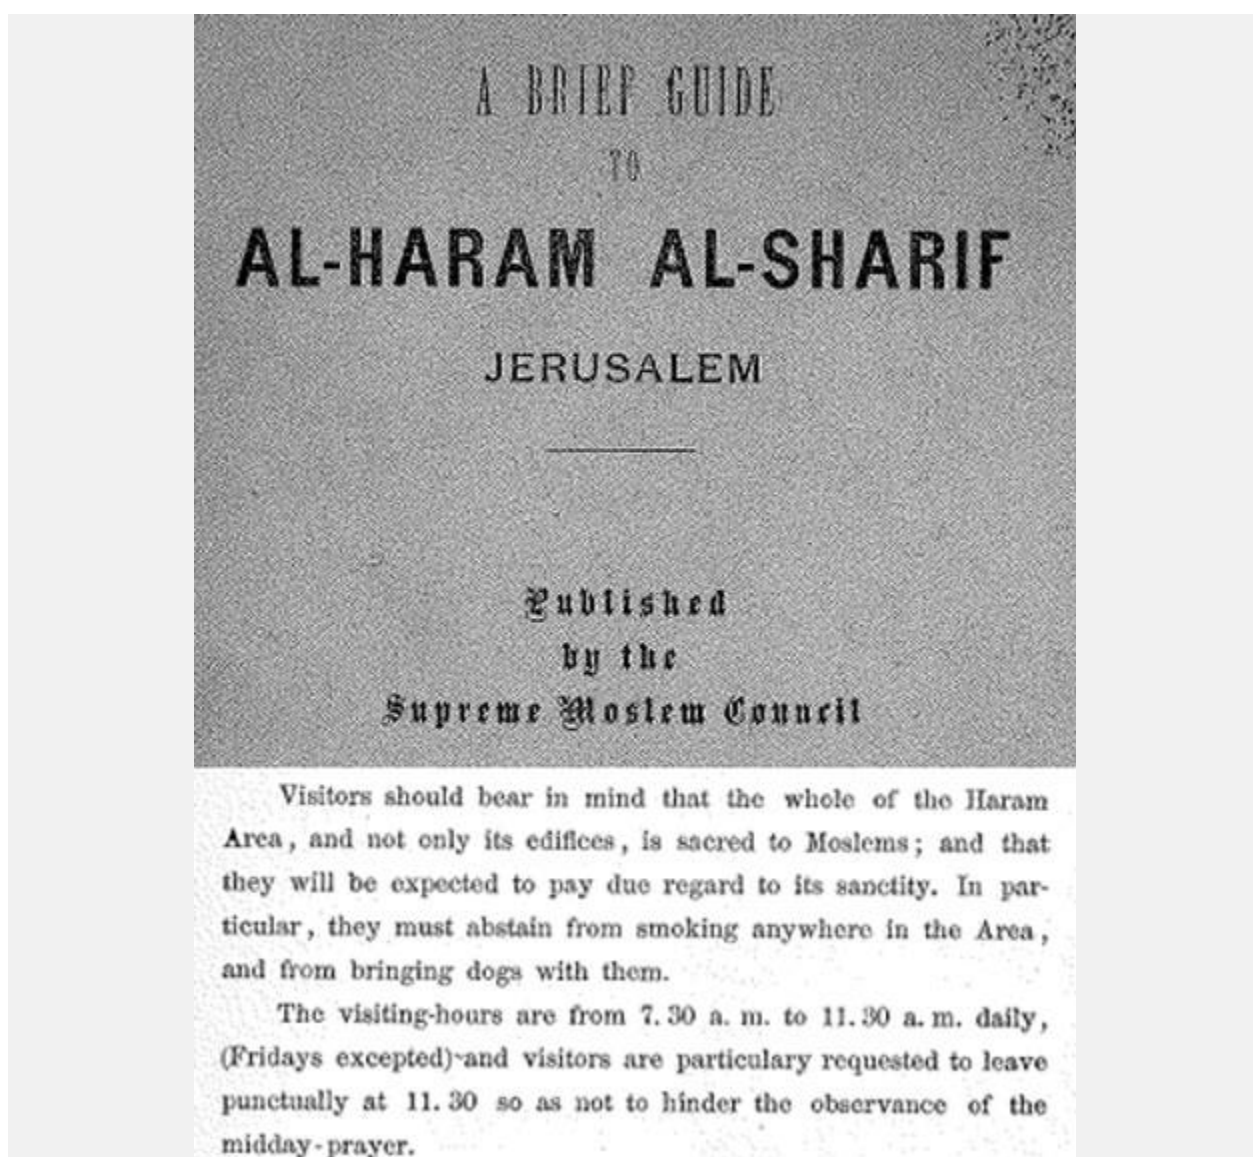 A BRIEF GUIDE
TO
AL-HARAM AL-SHARIF
JERUSALEM
Published
by the
Supreme Moslem Council
Visitors should bear in mind that the whole of the Haram
Area, and not only its edifices, is sacred to Moslems; and that
they will be expected to pay due regard to its sanctity. In par-
ticular, they must abstain from smoking anywhere in the Area,
and from bringing dogs with them.
The visiting-hours are from 7.30 a. m. to 11.30 a. m. daily,
(Fridays excepted) and visitors are particulary requested to leave
punctually at 11.30 so as not to hinder the observance of the
midday-prayer.